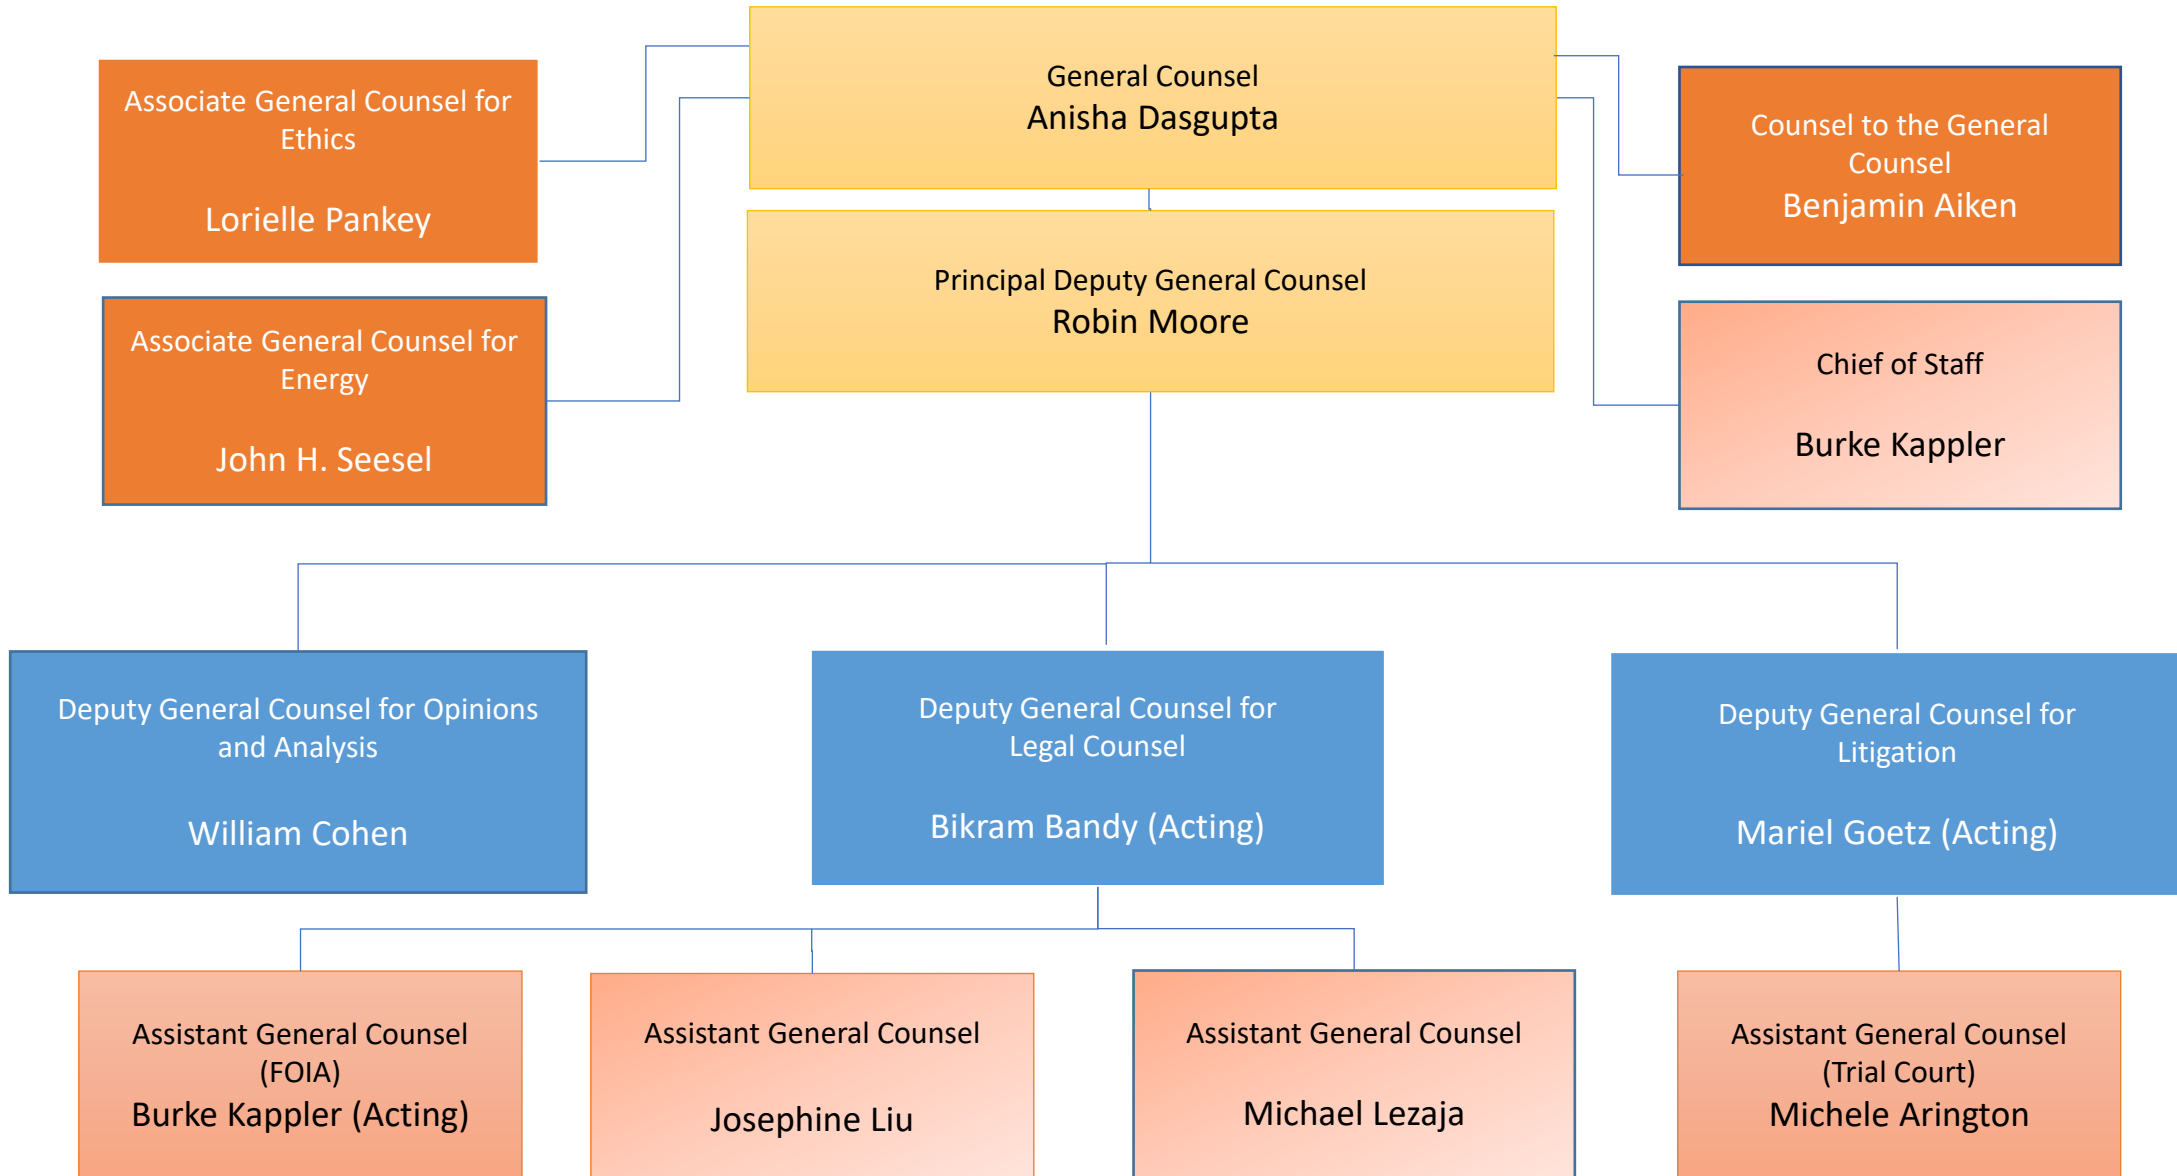 General Counsel
Anisha Dasgupta
Associate General Counsel for
Ethics
Lorielle Pankey
Counsel to the General
Counsel
Benjamin Aiken
Principal Deputy General Counsel
Robin Moore
Associate General Counsel for
Energy
John H. Seesel
Chief of Staff
Burke Kappler
Deputy General Counsel for Opinions
and Analysis
William Cohen
Deputy General Counsel for
Legal Counsel
Bikram Bandy (Acting)
Deputy General Counsel for
Litigation
Mariel Goetz (Acting)
Assistant General Counsel
(FOIA)
Burke Kappler (Acting)
Assistant General Counsel
Josephine Liu
Assistant General Counsel
Michael Lezaja
Assistant General Counsel
(Trial Court)
Michele Arington